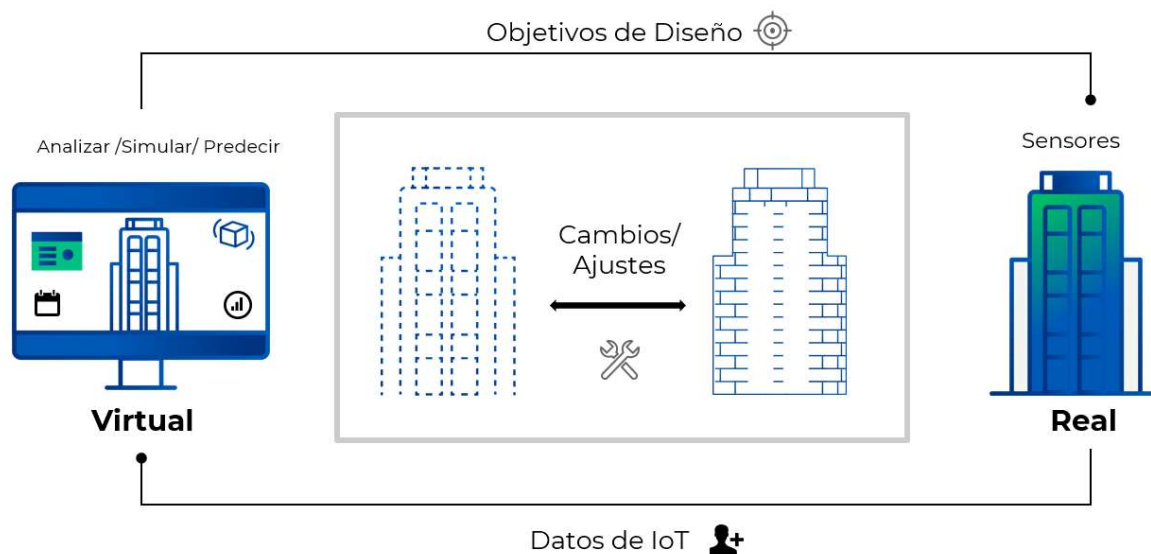 Objetivos de Diseño
Analizar /Simular/ Predecir
Sensores
Cambios/
Ajustes
Virtual
Real
Datos de IoT